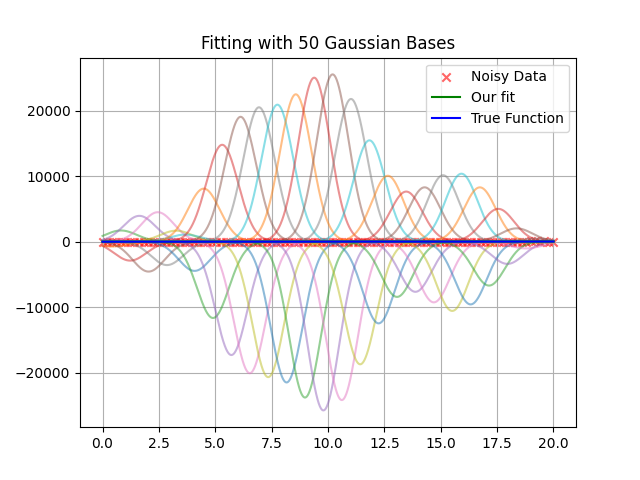 Fitting with 50 Gaussian Bases
Noisy Data
Our fit
True Function
20000
10000
0
−10000
−20000
0.0 2.5 5.0 7.5 10.0 12.5 15.0 17.5 20.0